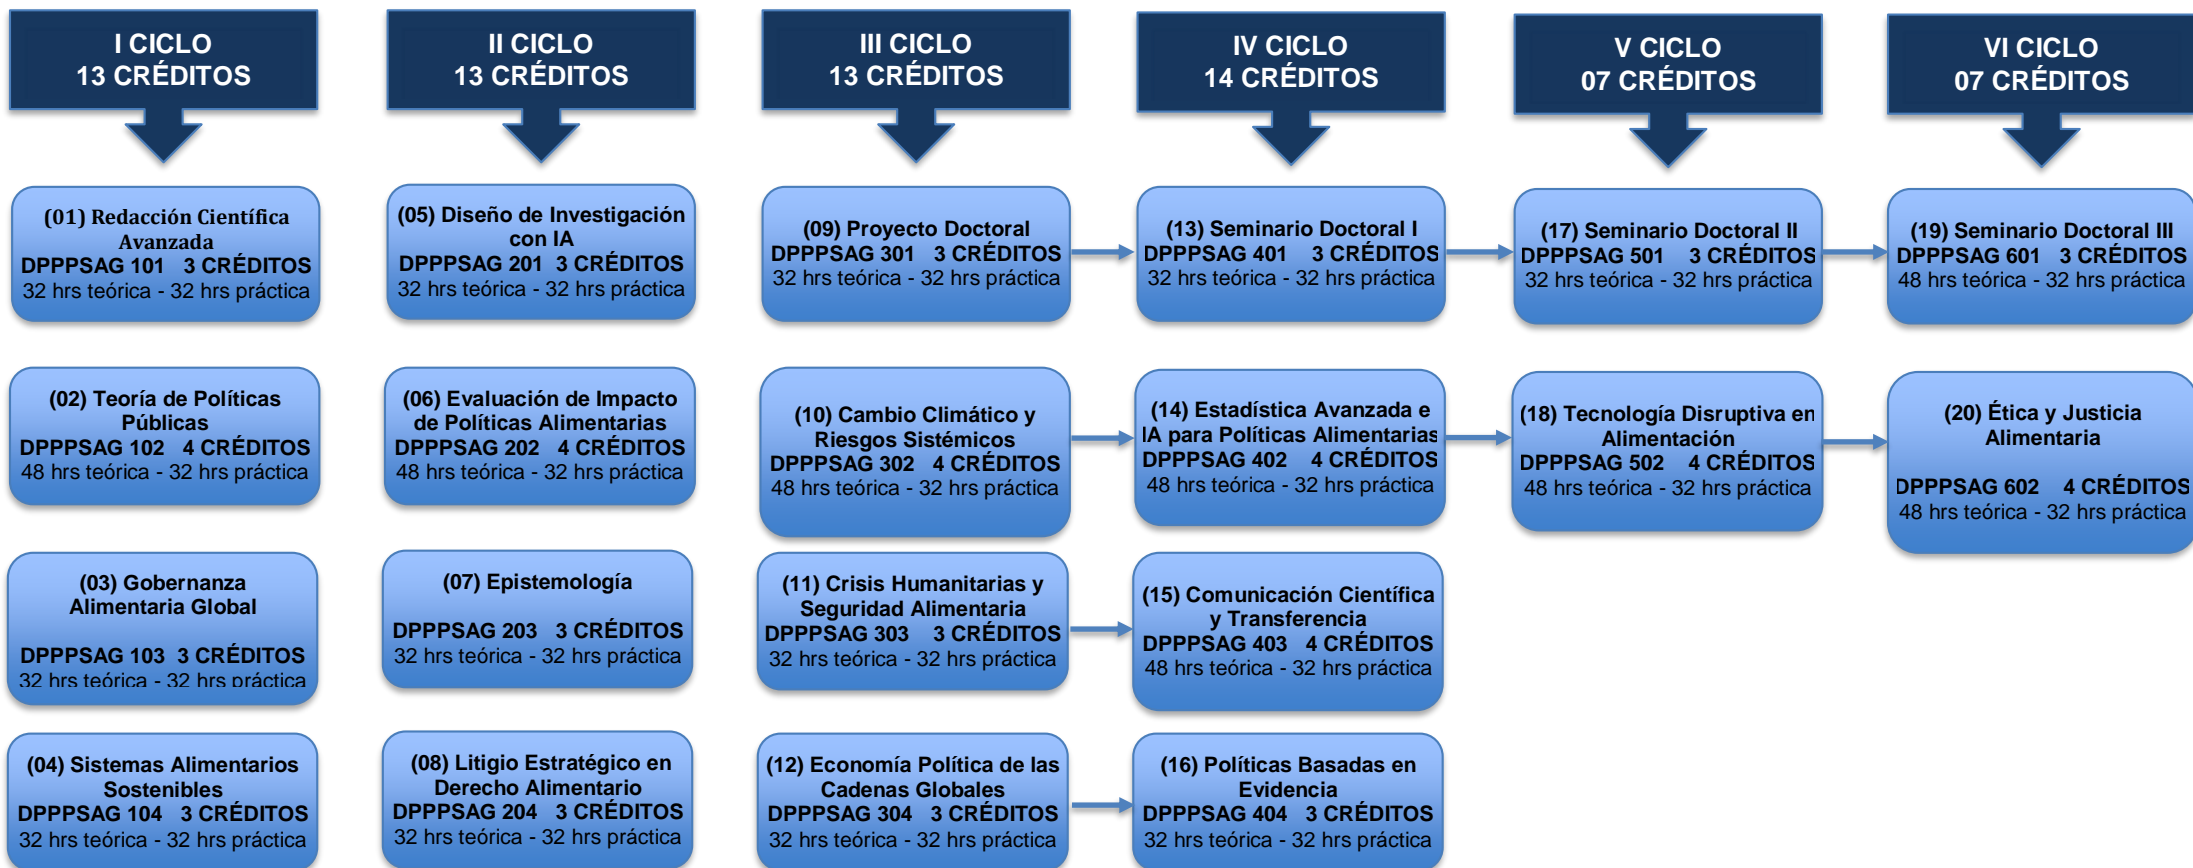 I CICLO
13 CRÉDITOS
II CICLO
13 CRÉDITOS
III CICLO
13 CRÉDITOS
IV CICLO
14 CRÉDITOS
V CICLO
07 CRÉDITOS
VI CICLO
07 CRÉDITOS
(01) Redacción Científica
Avanzada
DPPPSAG 101 3 CRÉDITOS
32 hrs teórica - 32 hrs práctica
(05) Diseño de Investigación
con IA
DPPPSAG 201 3 CRÉDITOS
32 hrs teórica - 32 hrs práctica
(09) Proyecto Doctoral
DPPPSAG 301 3 CRÉDITOS
32 hrs teórica - 32 hrs práctica
(13) Seminario Doctoral I
DPPPSAG 401 3 CRÉDITOS
32 hrs teórica - 32 hrs práctica
(17) Seminario Doctoral II
DPPPSAG 501 3 CRÉDITOS
32 hrs teórica - 32 hrs práctica
(19) Seminario Doctoral III
DPPPSAG 601 3 CRÉDITOS
48 hrs teórica - 32 hrs práctica
(02) Teoría de Políticas
Públicas
DPPPSAG 102 4 CRÉDITOS
48 hrs teórica - 32 hrs práctica
(06) Evaluación de Impacto
de Políticas Alimentarias
DPPPSAG 202 4 CRÉDITOS
48 hrs teórica - 32 hrs práctica
(10) Cambio Climático y
Riesgos Sistémicos
DPPPSAG 302 4 CRÉDITOS
48 hrs teórica - 32 hrs práctica
(14) Estadística Avanzada e
IA para Políticas Alimentarias
DPPPSAG 402 4 CRÉDITOS
48 hrs teórica - 32 hrs práctica
(18) Tecnología Disruptiva en
Alimentación
DPPPSAG 502 4 CRÉDITOS
48 hrs teórica - 32 hrs práctica
(20) Ética y Justicia
Alimentaria
DPPPSAG 602 4 CRÉDITOS
48 hrs teórica - 32 hrs práctica
(03) Gobernanza
Alimentaria Global
DPPPSAG 103 3 CRÉDITOS
32 hrs teórica - 32 hrs práctica
(07) Epistemología
DPPPSAG 203 3 CRÉDITOS
32 hrs teórica - 32 hrs práctica
(11) Crisis Humanitarias y
Seguridad Alimentaria
DPPPSAG 303 3 CRÉDITOS
32 hrs teórica - 32 hrs práctica
(15) Comunicación Científica
y Transferencia
DPPPSAG 403 4 CRÉDITOS
48 hrs teórica - 32 hrs práctica
(04) Sistemas Alimentarios
Sostenibles
DPPPSAG 104 3 CRÉDITOS
32 hrs teórica - 32 hrs práctica
(08) Litigio Estratégico en
Derecho Alimentario
DPPPSAG 204 3 CRÉDITOS
32 hrs teórica - 32 hrs práctica
(12) Economía Política de las
Cadenas Globales
DPPPSAG 304 3 CRÉDITOS
32 hrs teórica - 32 hrs práctica
(16) Políticas Basadas en
Evidencia
DPPPSAG 404 3 CRÉDITOS
32 hrs teórica - 32 hrs práctica